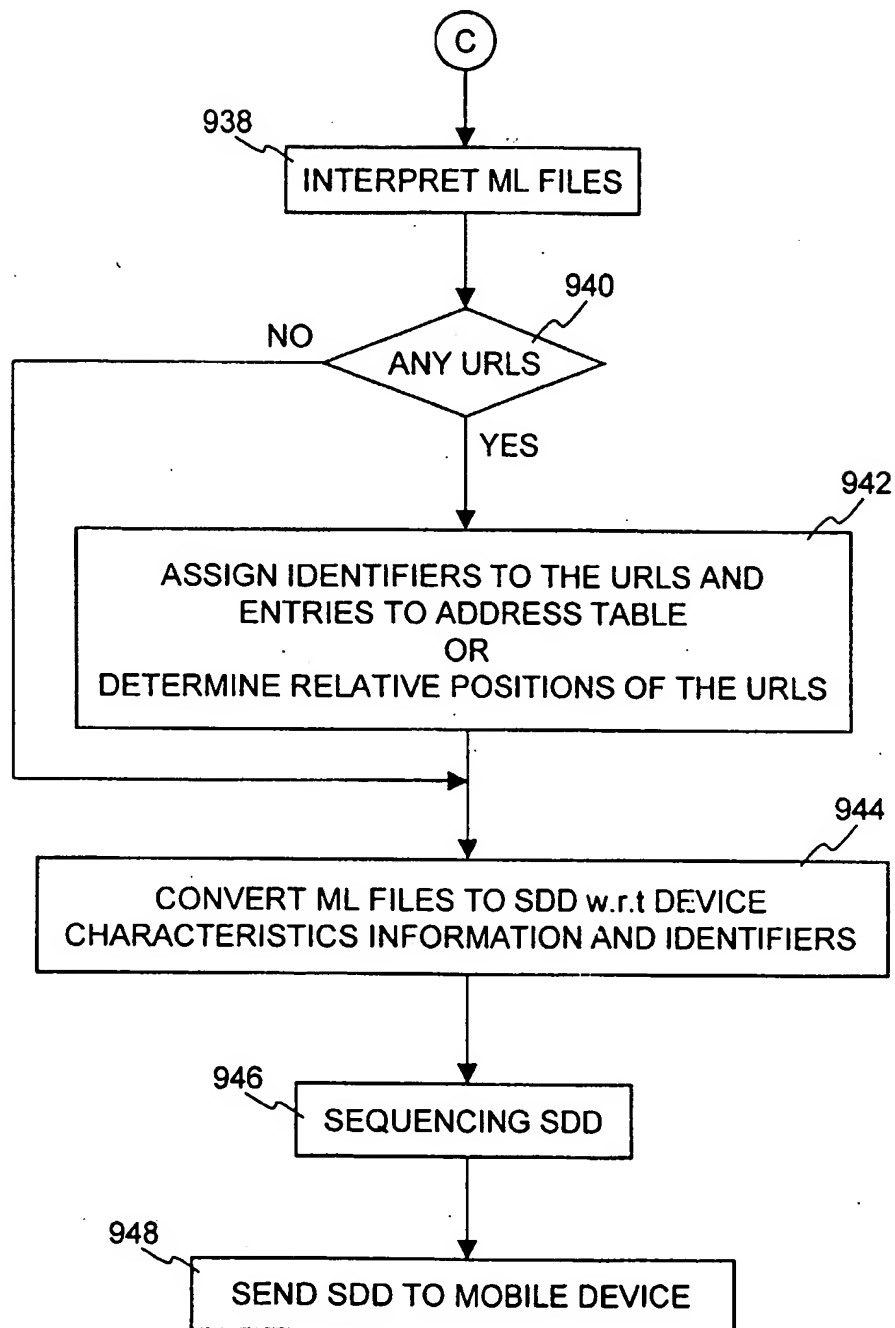 C
938
INTERPRET ML FILES
940
NO
ANY URLS
YES
942
ASSIGN IDENTIFIERS TO THE URLS AND
ENTRIES TO ADDRESS TABLE
OR
DETERMINE RELATIVE POSITIONS OF THE URLS
944
CONVERT ML FILES TO SDD w.r.t DEVICE
CHARACTERISTICS INFORMATION AND IDENTIFIERS
946
SEQUENCING SDD
948
SEND SDD TO MOBILE DEVICE